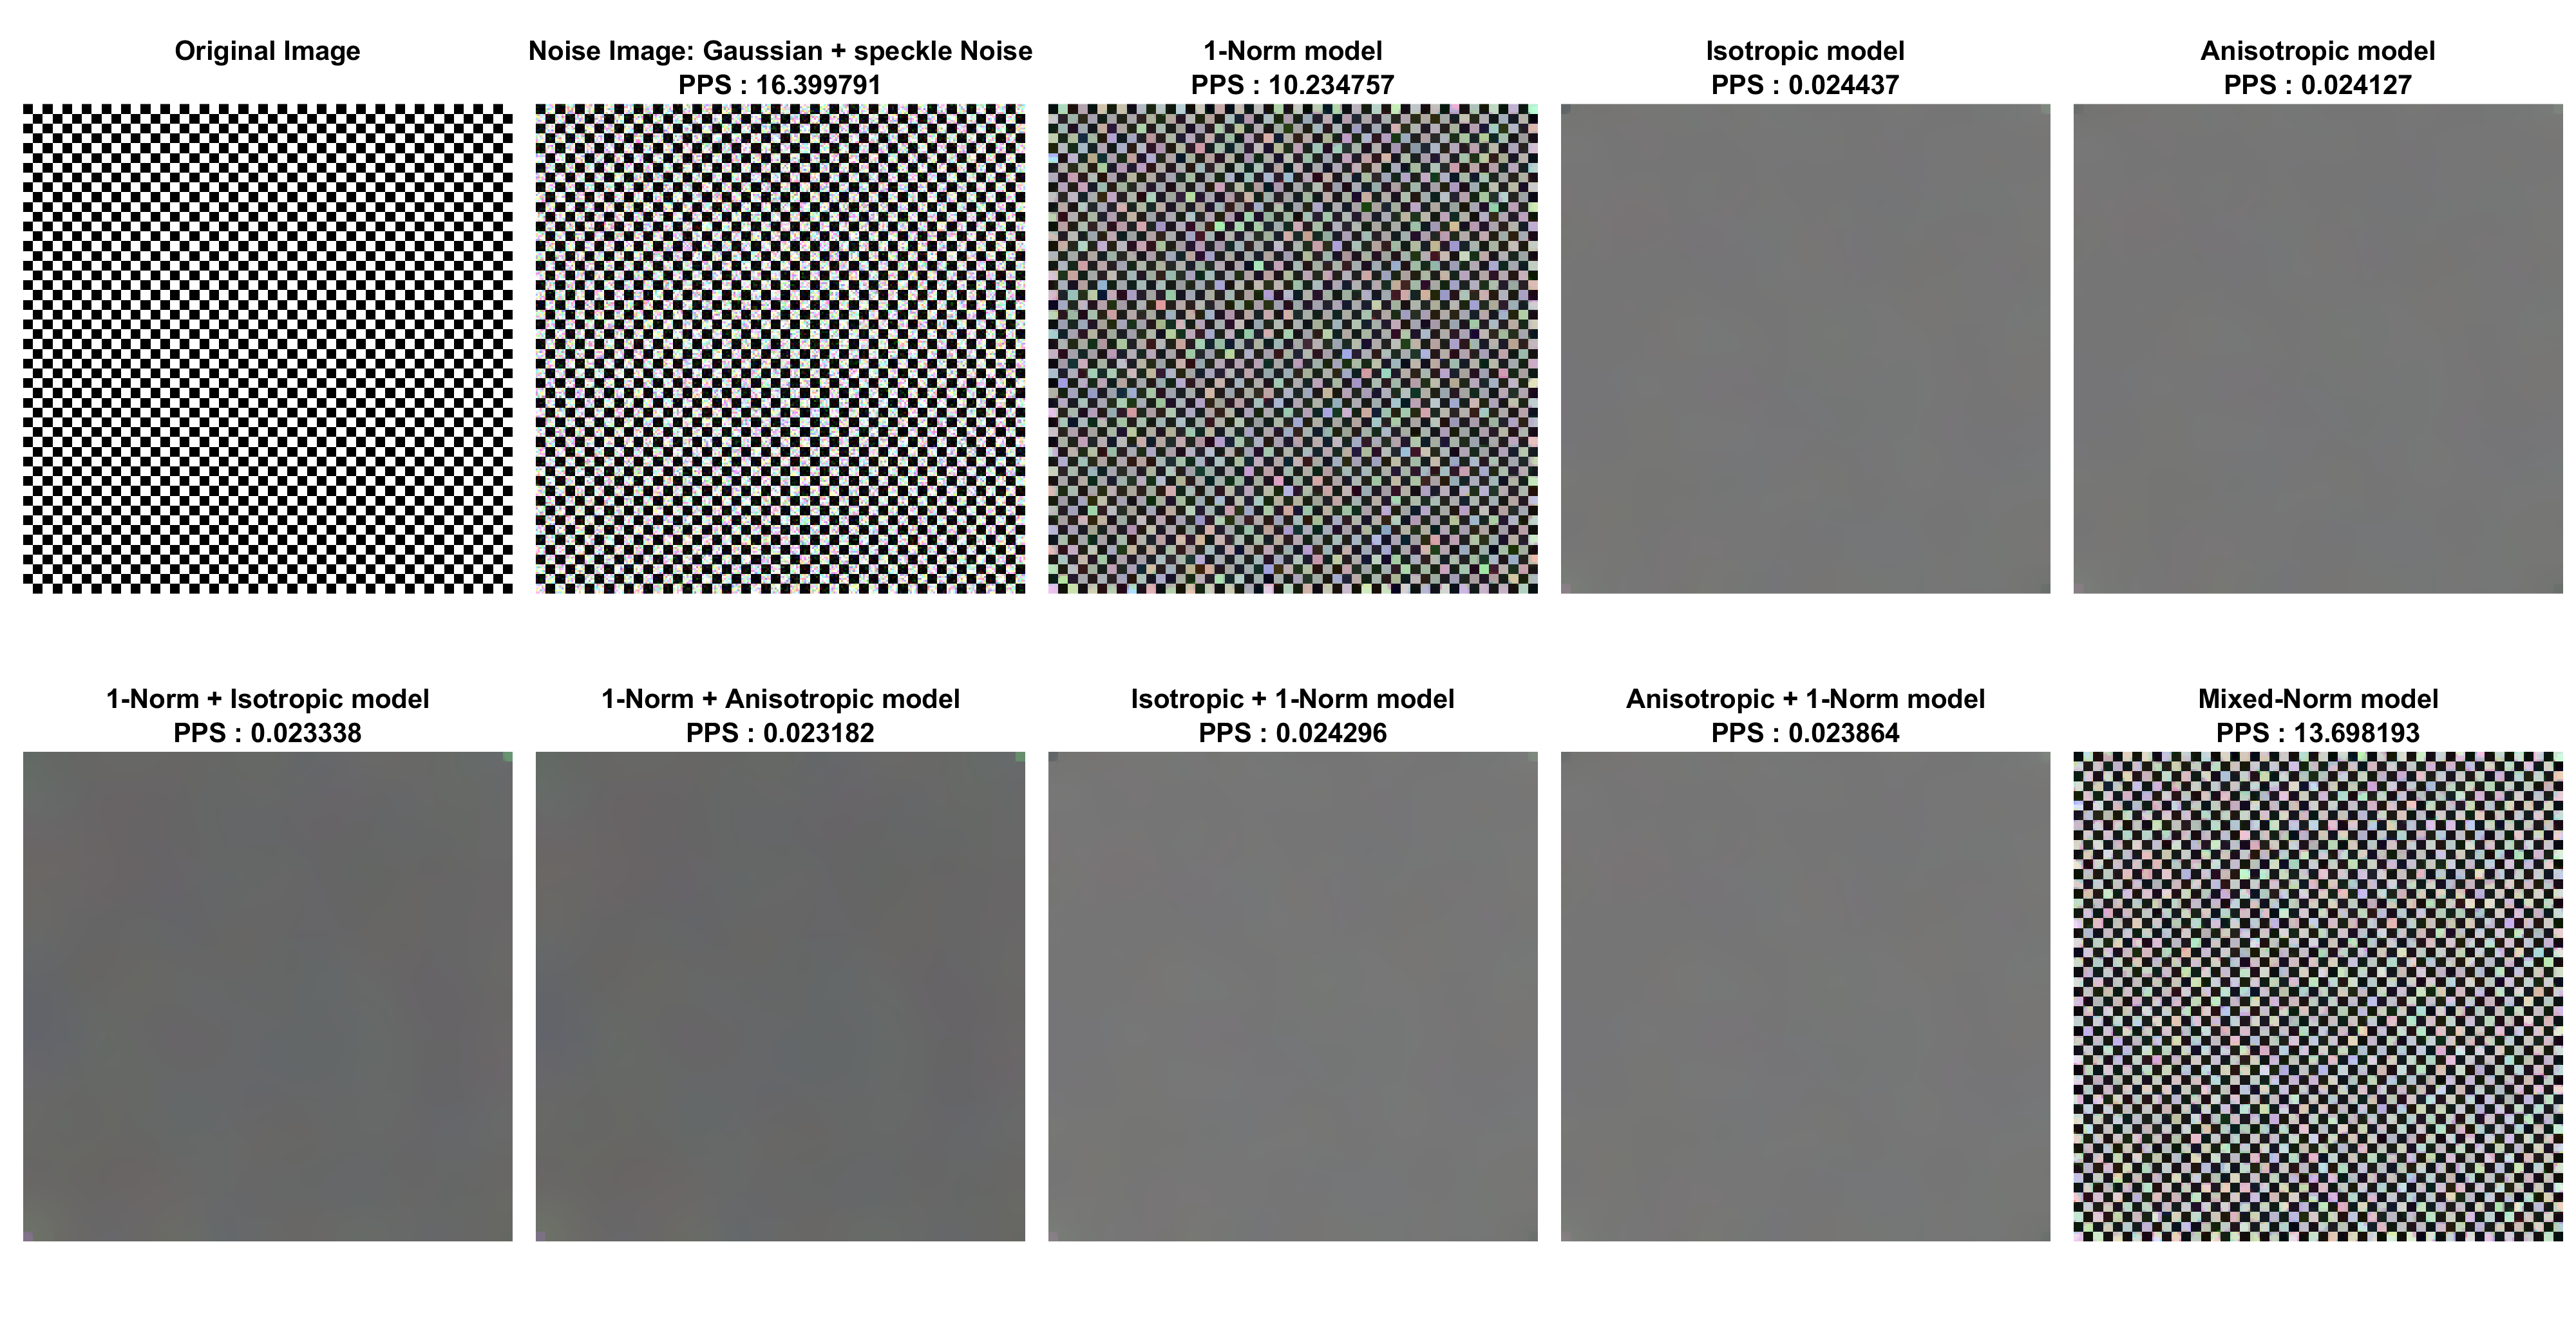 Original Image
Noise Image: Gaussian + speckle Noise
PPS : 16.399791
1-Norm model
PPS : 10.234757
Isotropic model
PPS : 0.024437
Anisotropic model
PPS : 0.024127
1-Norm + Isotropic model
PPS : 0.023338
1-Norm + Anisotropic model
PPS : 0.023182
Isotropic + 1-Norm model
PPS : 0.024296
Anisotropic + 1-Norm model
PPS : 0.023864
Mixed-Norm model
PPS : 13.698193